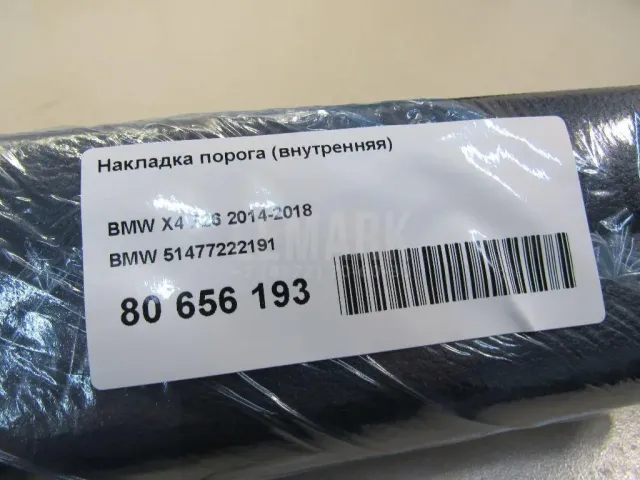 Накладка порога (внутренняя)
BMW X4 F26 2014-2018
BMW 51477222191
80 656 193